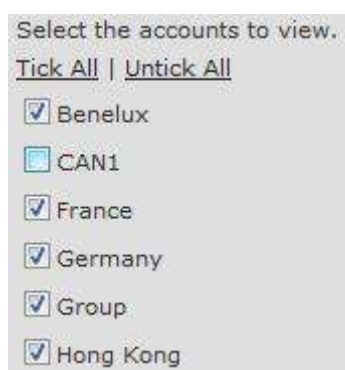 Select the accounts to view.
Tick All | Untick All
Benelux
CAN1
France
Germany
Group
Hong Kong